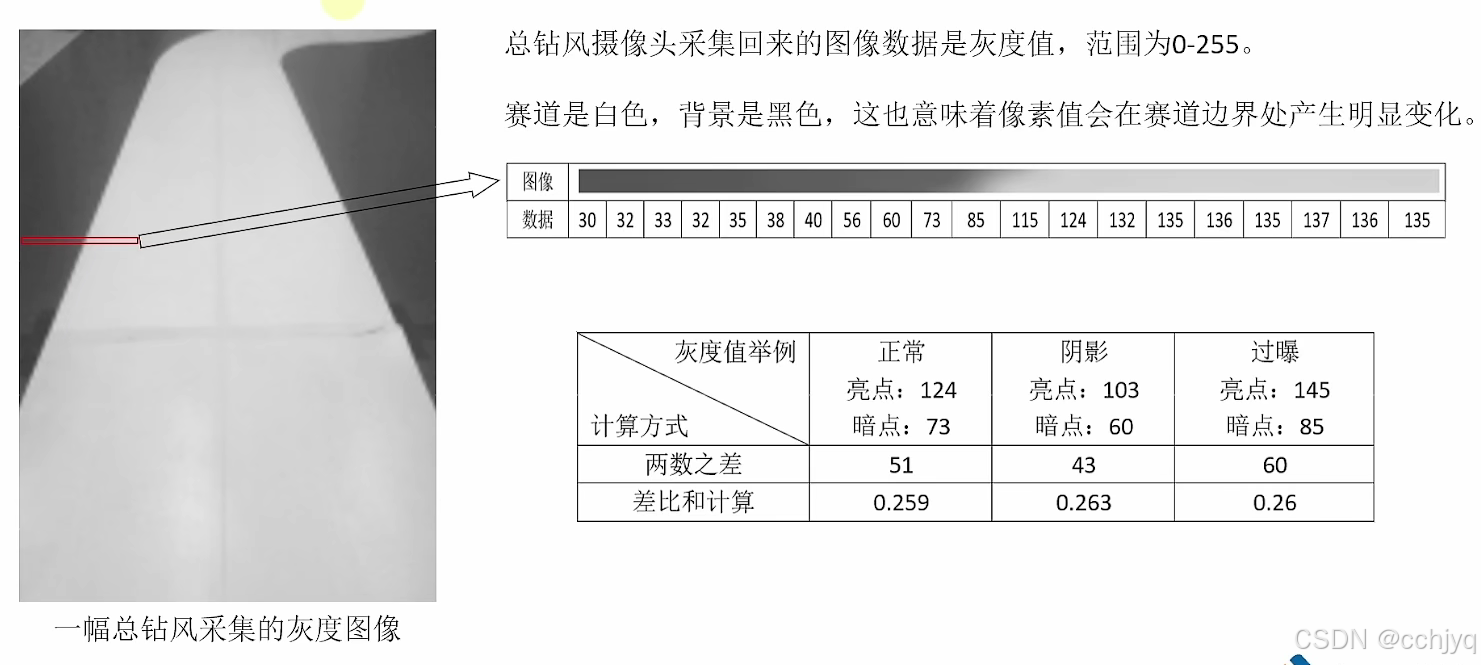 总钻风摄像头采集回来的图像数据是灰度值，范围为0-255。
赛道是白色，背景是黑色，这也意味着像素值会在赛道边界处产生明显变化。
图像
数据 30 32 33 32 35 38 40 56 60 73 85 115 124 132 135 136 135 137 136 135
灰度值举例 正常 阴影 过曝
亮点：124 亮点：103 亮点：145
计算方式 暗点：73 暗点：60 暗点：85
两数之差 51 43 60
差比和计算 0.259 0.263 0.26
一幅总钻风采集的灰度图像
CSDN @cchjyq